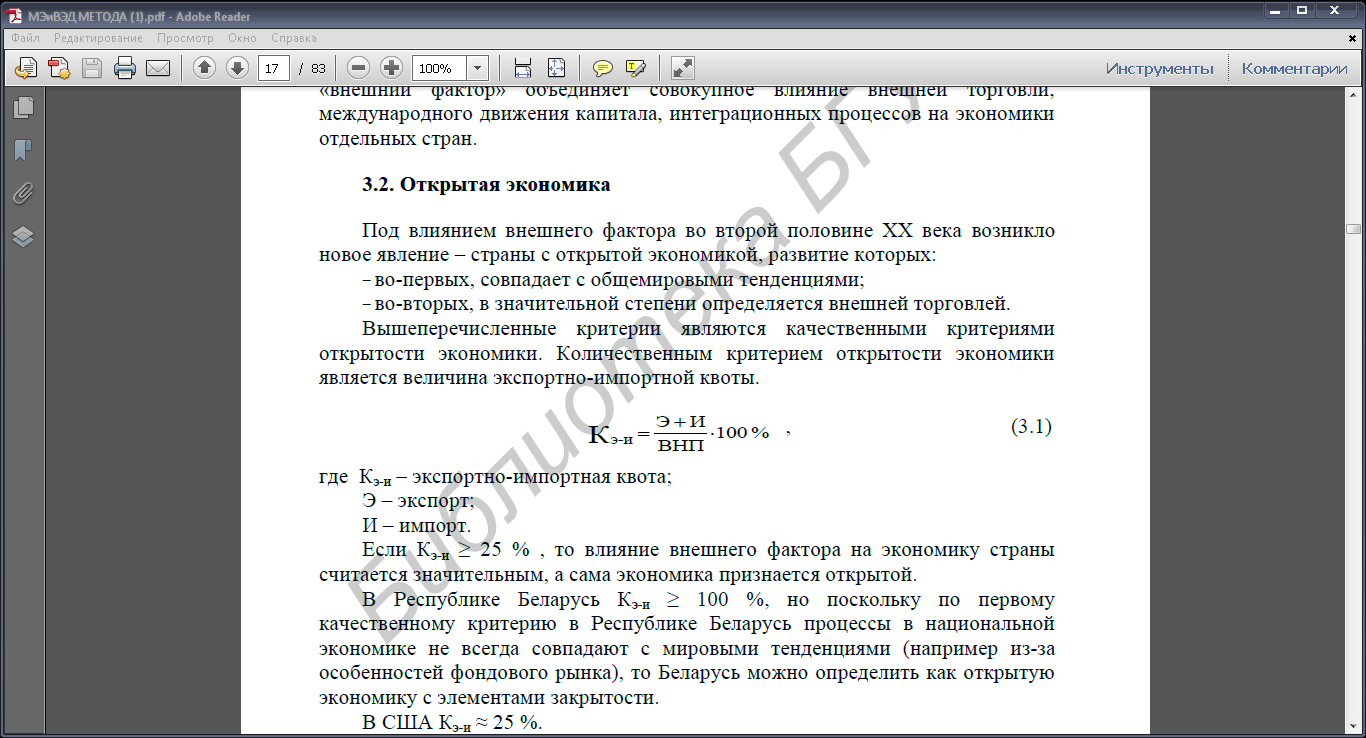 МЭиВЭД МЕТОДА (1).pdf - Adobe Reader
Файл Редактирование Просмотр Окно Справка
17 / 83 100% Инструменты Комментарии
«внешний фактор» объединяет совокупное влияние внешней торговли,
международного движения капитала, интеграционных процессов на экономики
отдельных стран.
3.2. Открытая экономика
Под влиянием внешнего фактора во второй половине XX века возникло
новое явление – страны с открытой экономикой, развитие которых:
− во-первых, совпадает с общемировыми тенденциями;
− во-вторых, в значительной степени определяется внешней торговлей.
Вышеперечисленные критерии являются качественными критериями
открытости экономики. Количественным критерием открытости экономики
является величина экспортно-импортной квоты.
Kэ-и = (Э + И) / ВНП · 100 % , (3.1)
где Kэ-и – экспортно-импортная квота;
Э – экспорт;
И – импорт.
Если Kэ-и ≥ 25 % , то влияние внешнего фактора на экономику страны
считается значительным, а сама экономика признается открытой.
В Республике Беларусь Kэ-и ≥ 100 %, но поскольку по первому
качественному критерию в Республике Беларусь процессы в национальной
экономике не всегда совпадают с мировыми тенденциями (например из-за
особенностей фондового рынка), то Беларусь можно определить как открытую
экономику с элементами закрытости.
В США Kэ-и ≈ 25 %.
Библиотека БГУ